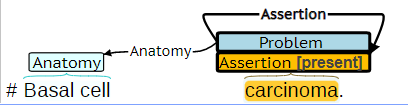 Assertion
Anatomy
Problem
Anatomy
Assertion [present]
# Basal cell carcinoma.